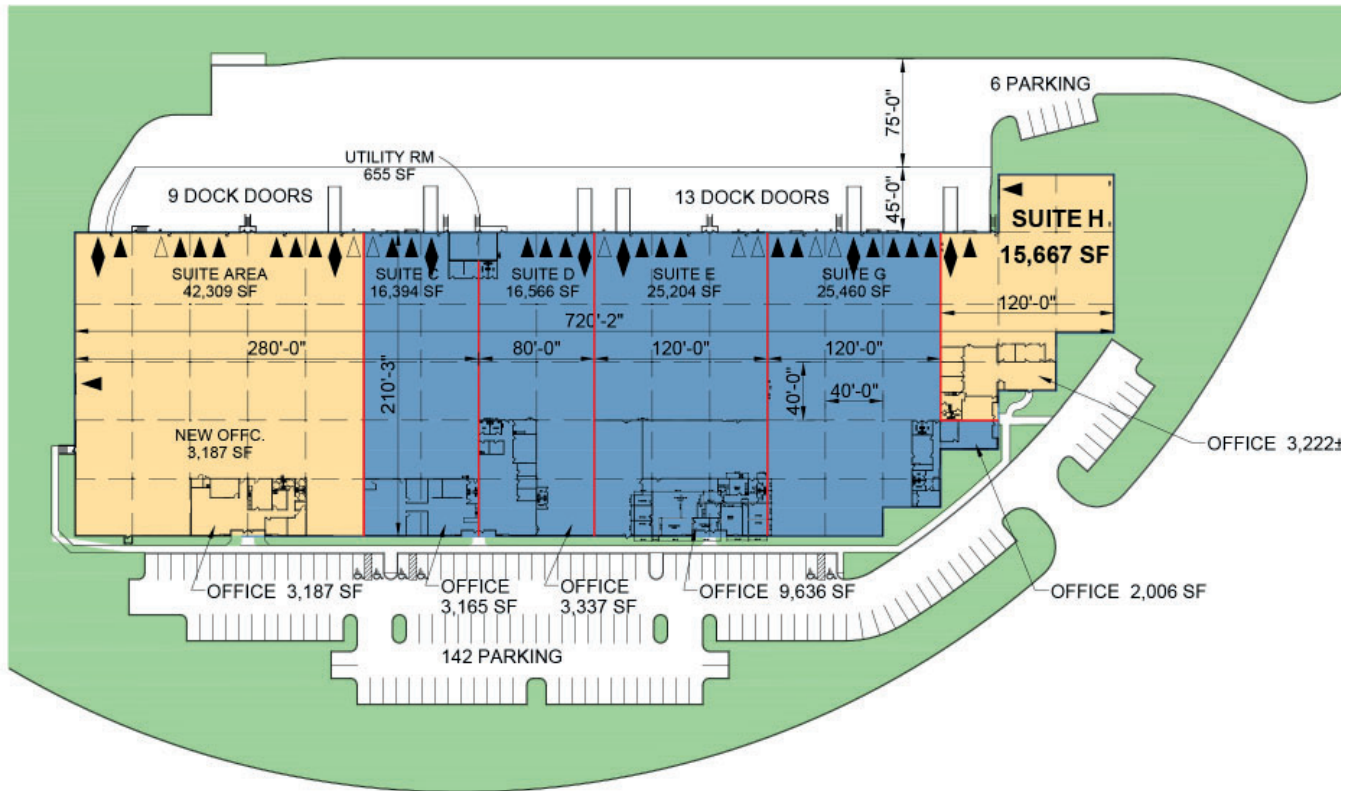 6 PARKING
75'-0"
UTILITY RM
655 SF
9 DOCK DOORS
13 DOCK DOORS
45'-0"
SUITE H
15,667 SF
SUITE AREA
42,309 SF
SUITE C
16,394 SF
SUITE D
16,566 SF
SUITE E
25,204 SF
SUITE G
25,460 SF
120'-0"
720'-2"
280'-0"
80'-0"
120'-0"
120'-0"
210'-3"
40'-0"
40'-0"
NEW OFFC.
3,187 SF
OFFICE 3,222±
OFFICE 3,187 SF
OFFICE
3,165 SF
OFFICE
3,337 SF
OFFICE 9,636 SF
OFFICE 2,006 SF
142 PARKING